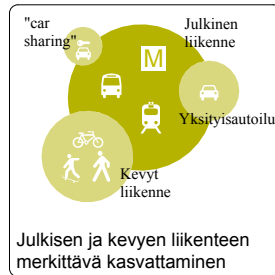 "car
sharing"
Julkinen
liikenne
M
Yksityisautoilu
Kevyt
liikenne
Julkisen ja kevyen liikenteen
merkittävä kasvattaminen